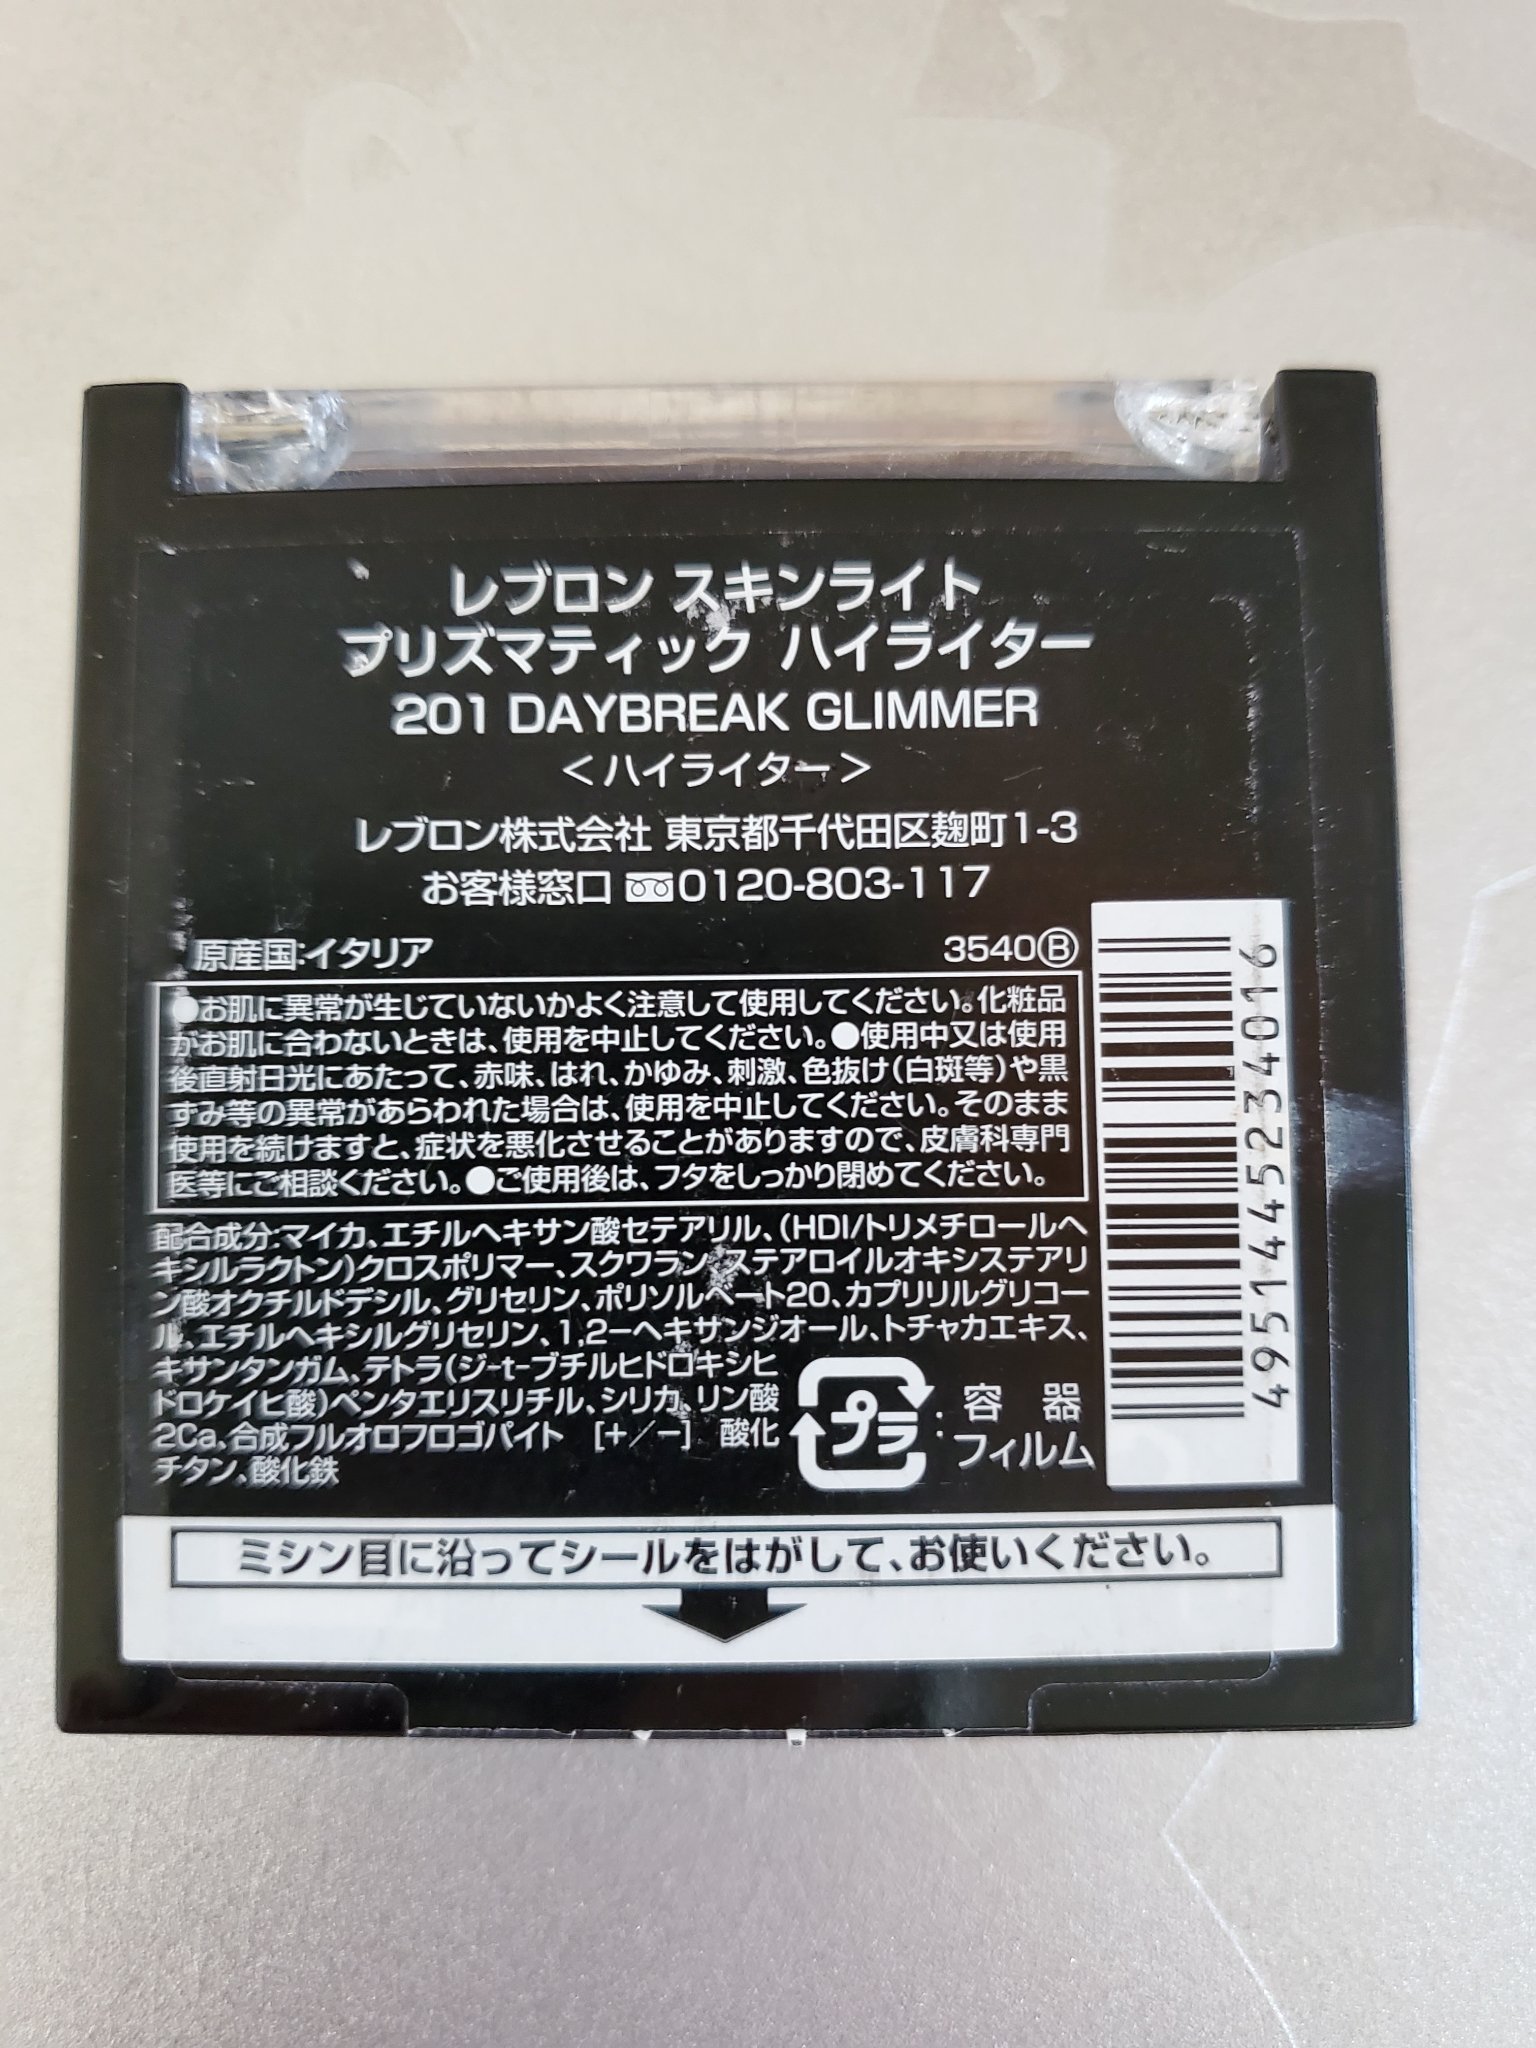 レブロン スキンライト
プリズマティック ハイライター
201 DAYBREAK GLIMMER
<ハイライター>
レブロン株式会社 東京都千代田区麹町1-3
お客様窓口 0120-803-117
原産国:イタリア
3540Ⓑ
●お肌に異常が生じていないかよく注意して使用してください。化粧品
がお肌に合わないときは、使用を中止してください。●使用中又は使用
後直射日光にあたって、赤味、はれ、かゆみ、刺激、色抜け(白斑等)や黒
ずみ等の異常があらわれた場合は、使用を中止してください。そのまま
使用を続けますと、症状を悪化させることがありますので、皮膚科専門
医等にご相談ください。●ご使用後は、フタをしっかり閉めてください。
配合成分:マイカ、エチルヘキサン酸セテアリル、(HDI/トリメチロールヘ
キシルラクトン)クロスポリマー、スクワラン、ステアロイルオキシステアリ
ン酸オクチルドデシル、グリセリン、ポリソルベート20、カプリリルグリコー
ル、エチルヘキシルグリセリン、1,2-ヘキサンジオール、トチャカエキス、
キサンタンガム、テトラ(ジ-t-ブチルヒドロキシヒ
ドロケイヒ酸)ペンタエリスリチル、シリカ、リン酸
2Ca、合成フルオロフロゴパイト [+/-] 酸化
チタン、酸化鉄
プラ
: 容器
フィルム
4951445234016
ミシン目に沿ってシールをはがして、お使いください。